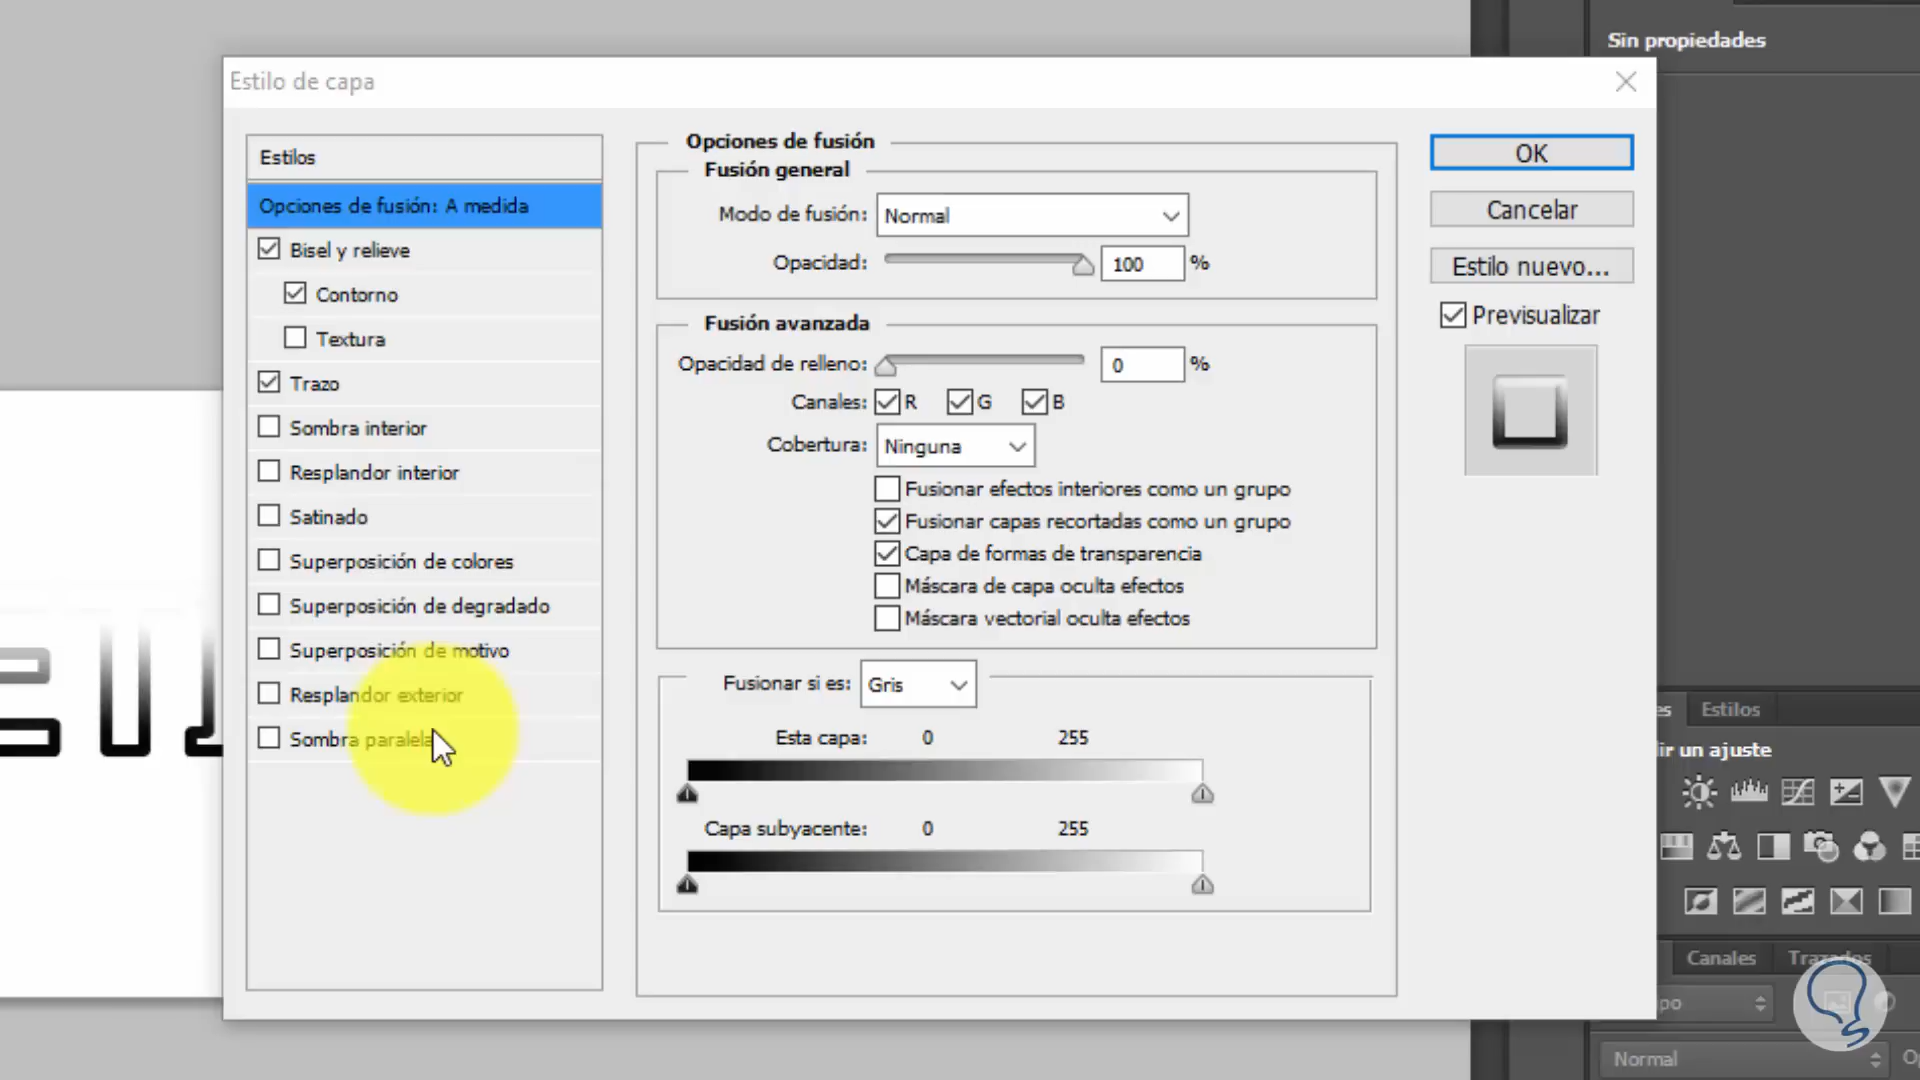 Sin propiedades
Estilo de capa
Estilos
Opciones de fusión: A medida
Bisel y relieve
Contorno
Textura
Trazo
Sombra interior
Resplandor interior
Satinado
Superposición de colores
Superposición de degradado
Superposición de motivo
Resplandor exterior
Sombra paralela
Opciones de fusión
Fusión general
Modo de fusión: Normal
Opacidad: 100 %
Fusión avanzada
Opacidad de relleno: 0 %
Canales: R G B
Cobertura: Ninguna
Fusionar efectos interiores como un grupo
Fusionar capas recortadas como un grupo
Capa de formas de transparencia
Máscara de capa oculta efectos
Máscara vectorial oculta efectos
Fusionar si es: Gris
Esta capa: 0 255
Capa subyacente: 0 255
OK
Cancelar
Estilo nuevo...
Previsualizar
es Estilos
ir un ajuste
Canales Trazados
po
Normal